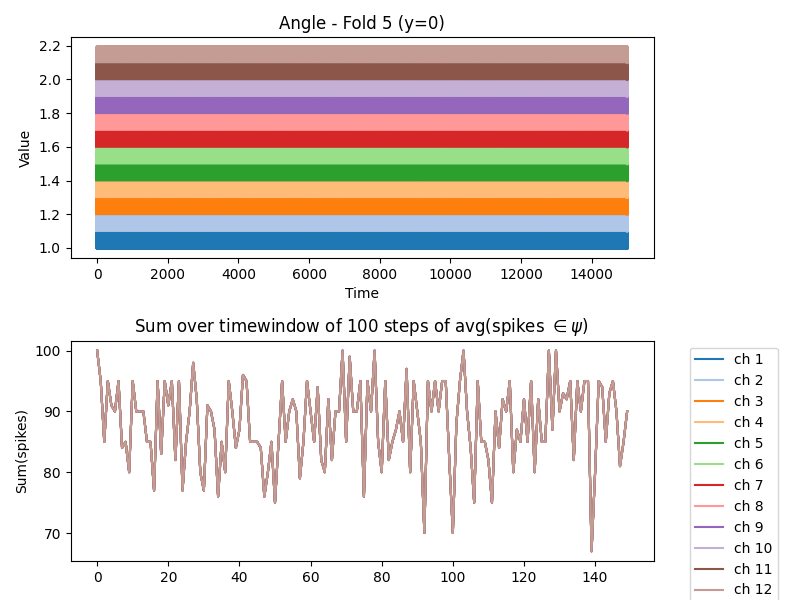 Angle - Fold 5 (y=0)
Value
2.2
2.0
1.8
1.6
1.4
1.2
1.0
0 2000 4000 6000 8000 10000 12000 14000
Time
Sum over timewindow of 100 steps of avg(spikes ∈ ψ)
Sum(spikes)
100
90
80
70
0 20 40 60 80 100 120 140
ch 1
ch 2
ch 3
ch 4
ch 5
ch 6
ch 7
ch 8
ch 9
ch 10
ch 11
ch 12